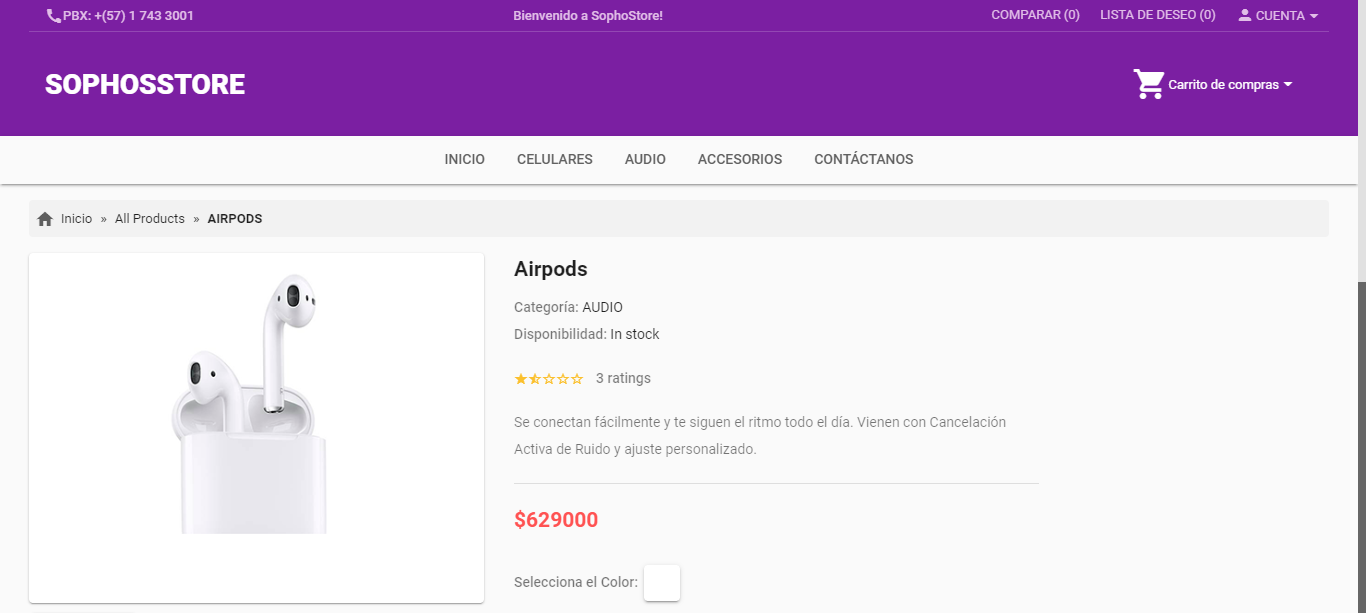 PBX: +(57) 1 743 3001
Bienvenido a SophoStore!
COMPARAR (0)
LISTA DE DESEO (0)
CUENTA
SOPHOSSTORE
Carrito de compras
INICIO CELULARES AUDIO ACCESORIOS CONTÁCTANOS
Inicio » All Products » AIRPODS
Airpods
Categoría: AUDIO
Disponibilidad: In stock
3 ratings
Se conectan fácilmente y te siguen el ritmo todo el día. Vienen con Cancelación
Activa de Ruido y ajuste personalizado.
$629000
Selecciona el Color: